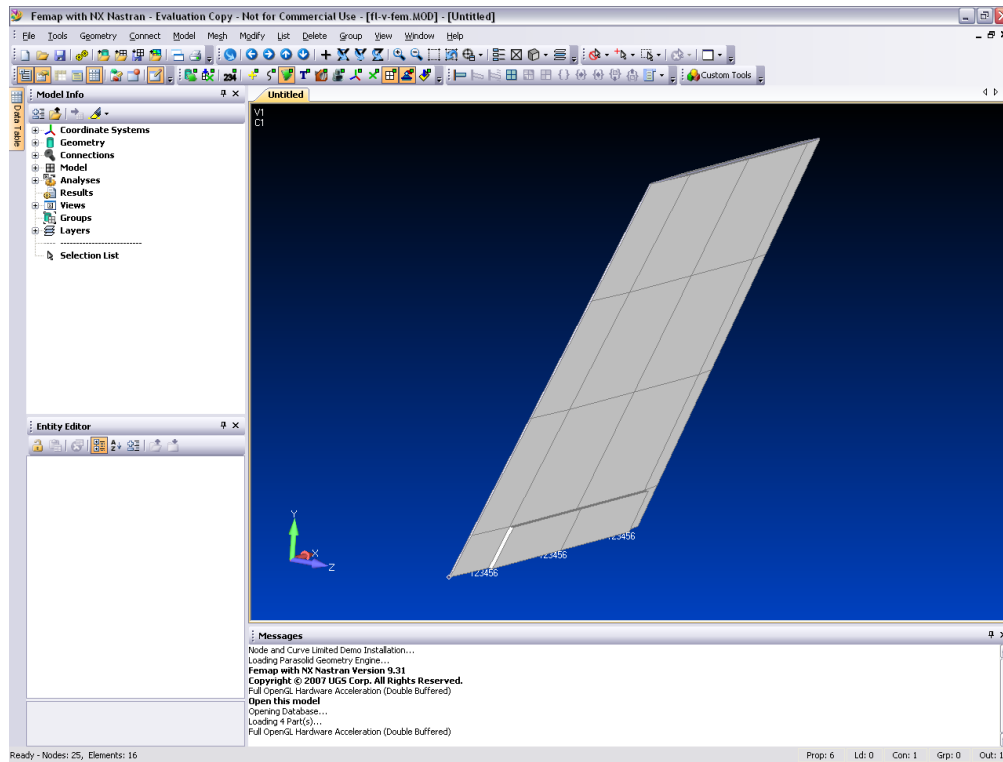 Femap with NX Nastran - Evaluation Copy - Not for Commercial Use - [fl-v-fem.MOD] - [Untitled]
File Tools Geometry Connect Model Mesh Modify List Delete Group View Window Help
234
Custom Tools
Data Table
Model Info
Coordinate Systems
Geometry
Connections
Model
Analyses
Results
Views
Groups
Layers
Selection List
Entity Editor
Untitled
V1
C1
Y
X
Z
123456
123456
123456
Messages
Node and Curve Limited Demo Installation...
Loading Parasolid Geometry Engine...
Femap with NX Nastran Version 9.31
Copyright © 2007 UGS Corp. All Rights Reserved.
Full OpenGL Hardware Acceleration (Double Buffered)
Open this model
Opening Database...
Loading 4 Part(s)...
Full OpenGL Hardware Acceleration (Double Buffered)
Ready - Nodes: 25, Elements: 16 Prop: 6 Ld: 0 Con: 1 Grp: 0 Out: 1